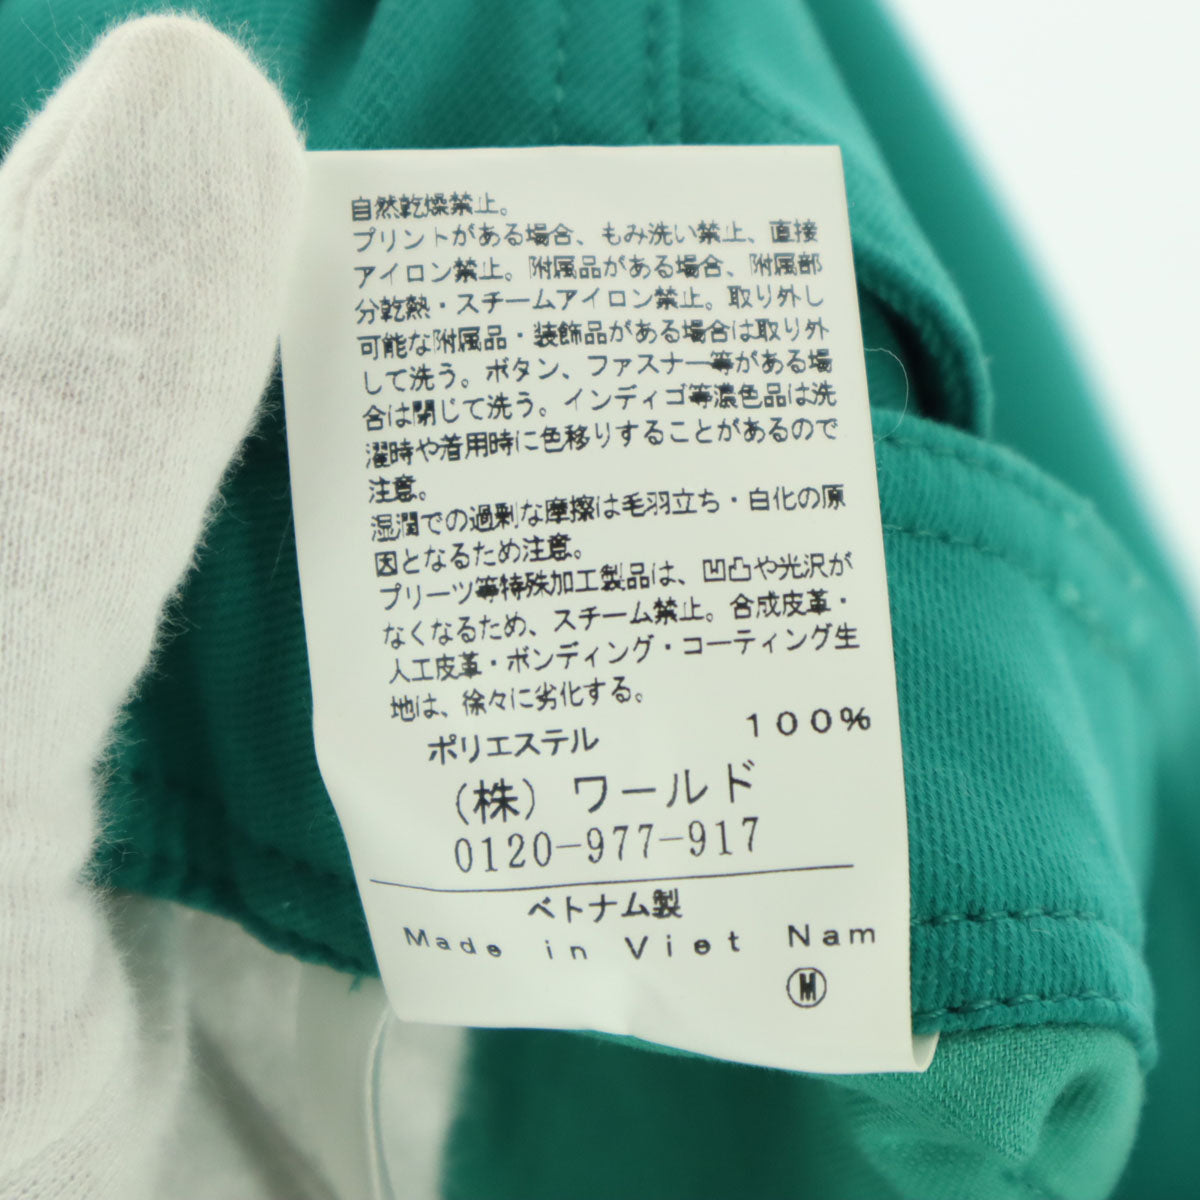 自然乾燥禁止。
プリントがある場合、もみ洗い禁止、直接
アイロン禁止。附属品がある場合、附属部
分乾熱・スチームアイロン禁止。取り外し
可能な附属品・装飾品がある場合は取り外
して洗う。ボタン、ファスナー等がある場
合は閉じて洗う。インディゴ等濃色品は洗
濯時や着用時に色移りすることがあるので
注意。
湿潤での過剰な摩擦は毛羽立ち・白化の原
因となるため注意。
プリーツ等特殊加工製品は、凹凸や光沢が
なくなるため、スチーム禁止。合成皮革・
人工皮革・ボンディング・コーティング生
地は、徐々に劣化する。
ポリエステル 100%
(株) ワールド
0120-977-917
ベトナム製
Made in Viet Nam
Ⓜ